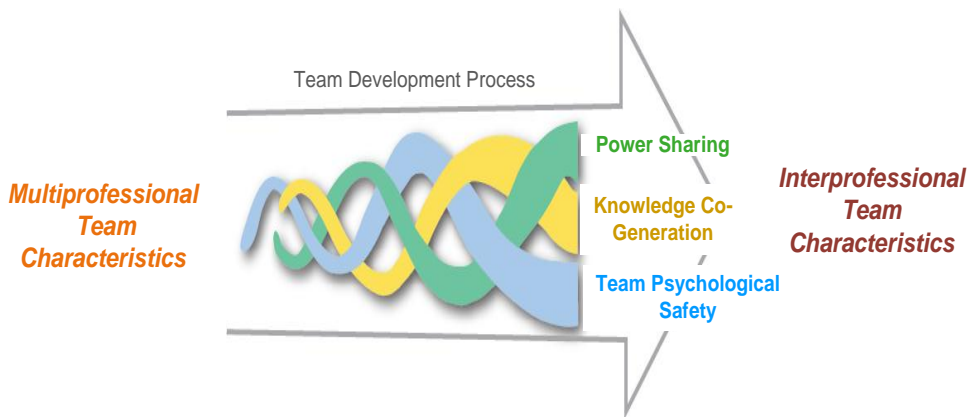 Team Development Process
Multiprofessional
Team
Characteristics
Power Sharing
Knowledge Co-
Generation
Team Psychological
Safety
Interprofessional
Team
Characteristics